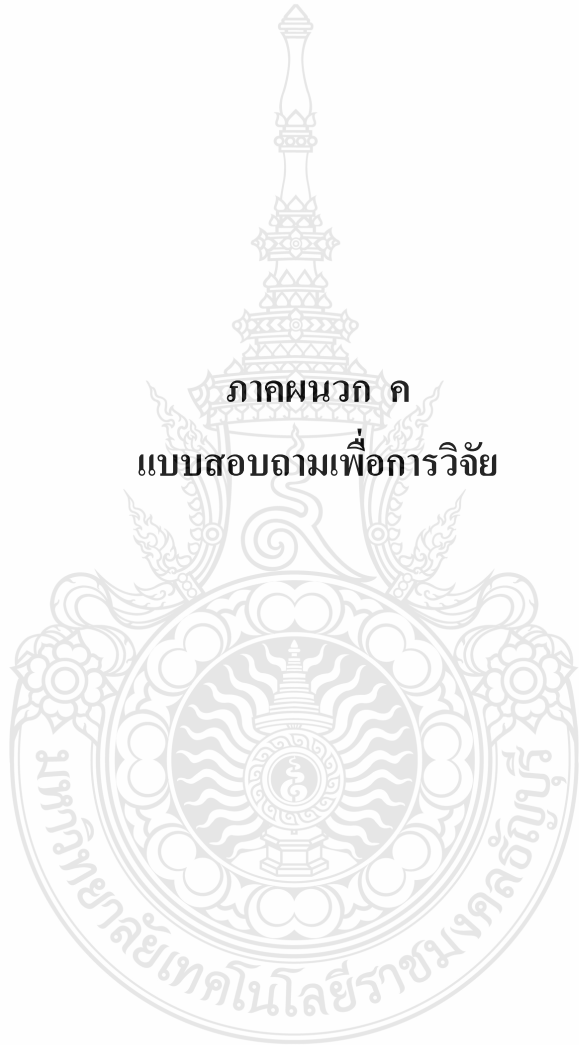 ภาคผนวก ค
แบบสอบถามเพื่อการวิจัย
มหาวิทยาลัยเทคโนโลยีราชมงคลธัญบุรี